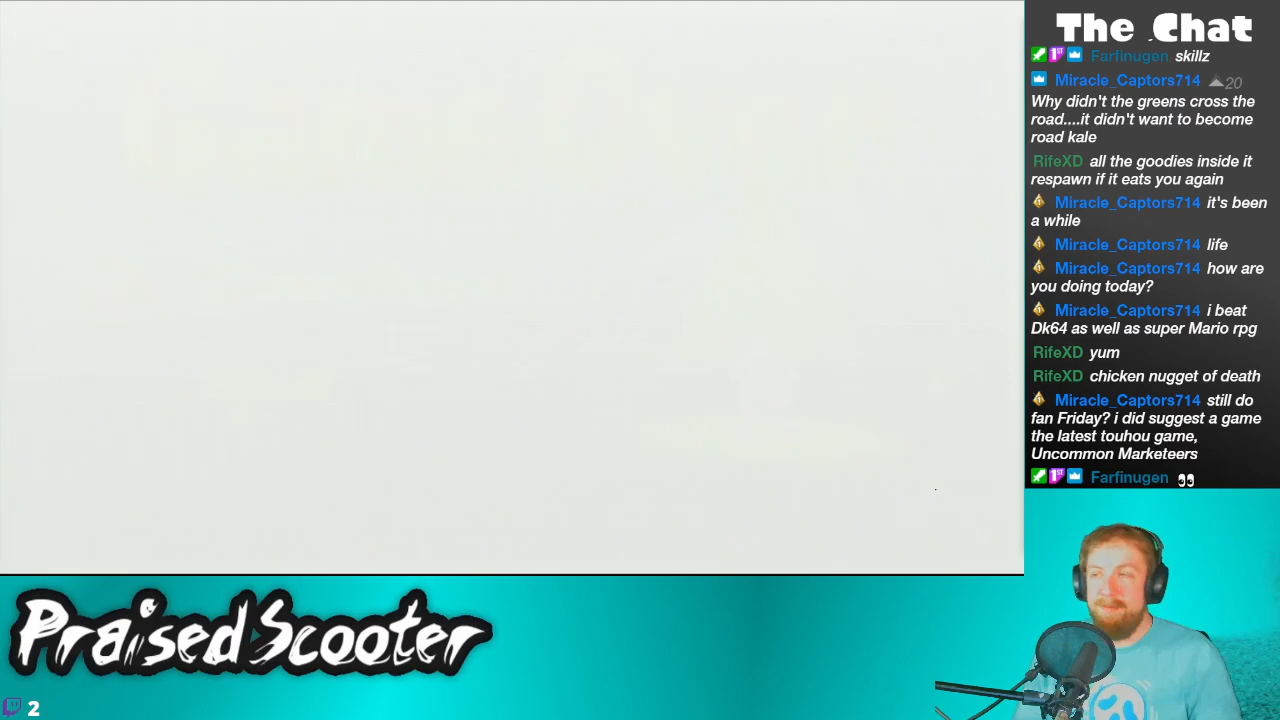 The Chat
Farfinugen skillz
Miracle_Captors714 20
Why didn't the greens cross the
road....it didn't want to become
road kale
RifeXD all the goodies inside it
respawn if it eats you again
Miracle_Captors714 it's been
a while
Miracle_Captors714 life
Miracle_Captors714 how are
you doing today?
Miracle_Captors714 i beat
Dk64 as well as super Mario rpg
RifeXD yum
RifeXD chicken nugget of death
Miracle_Captors714 still do
fan Friday? i did suggest a game
the latest touhou game,
Uncommon Marketeers
Farfinugen
PraisedScooter
2